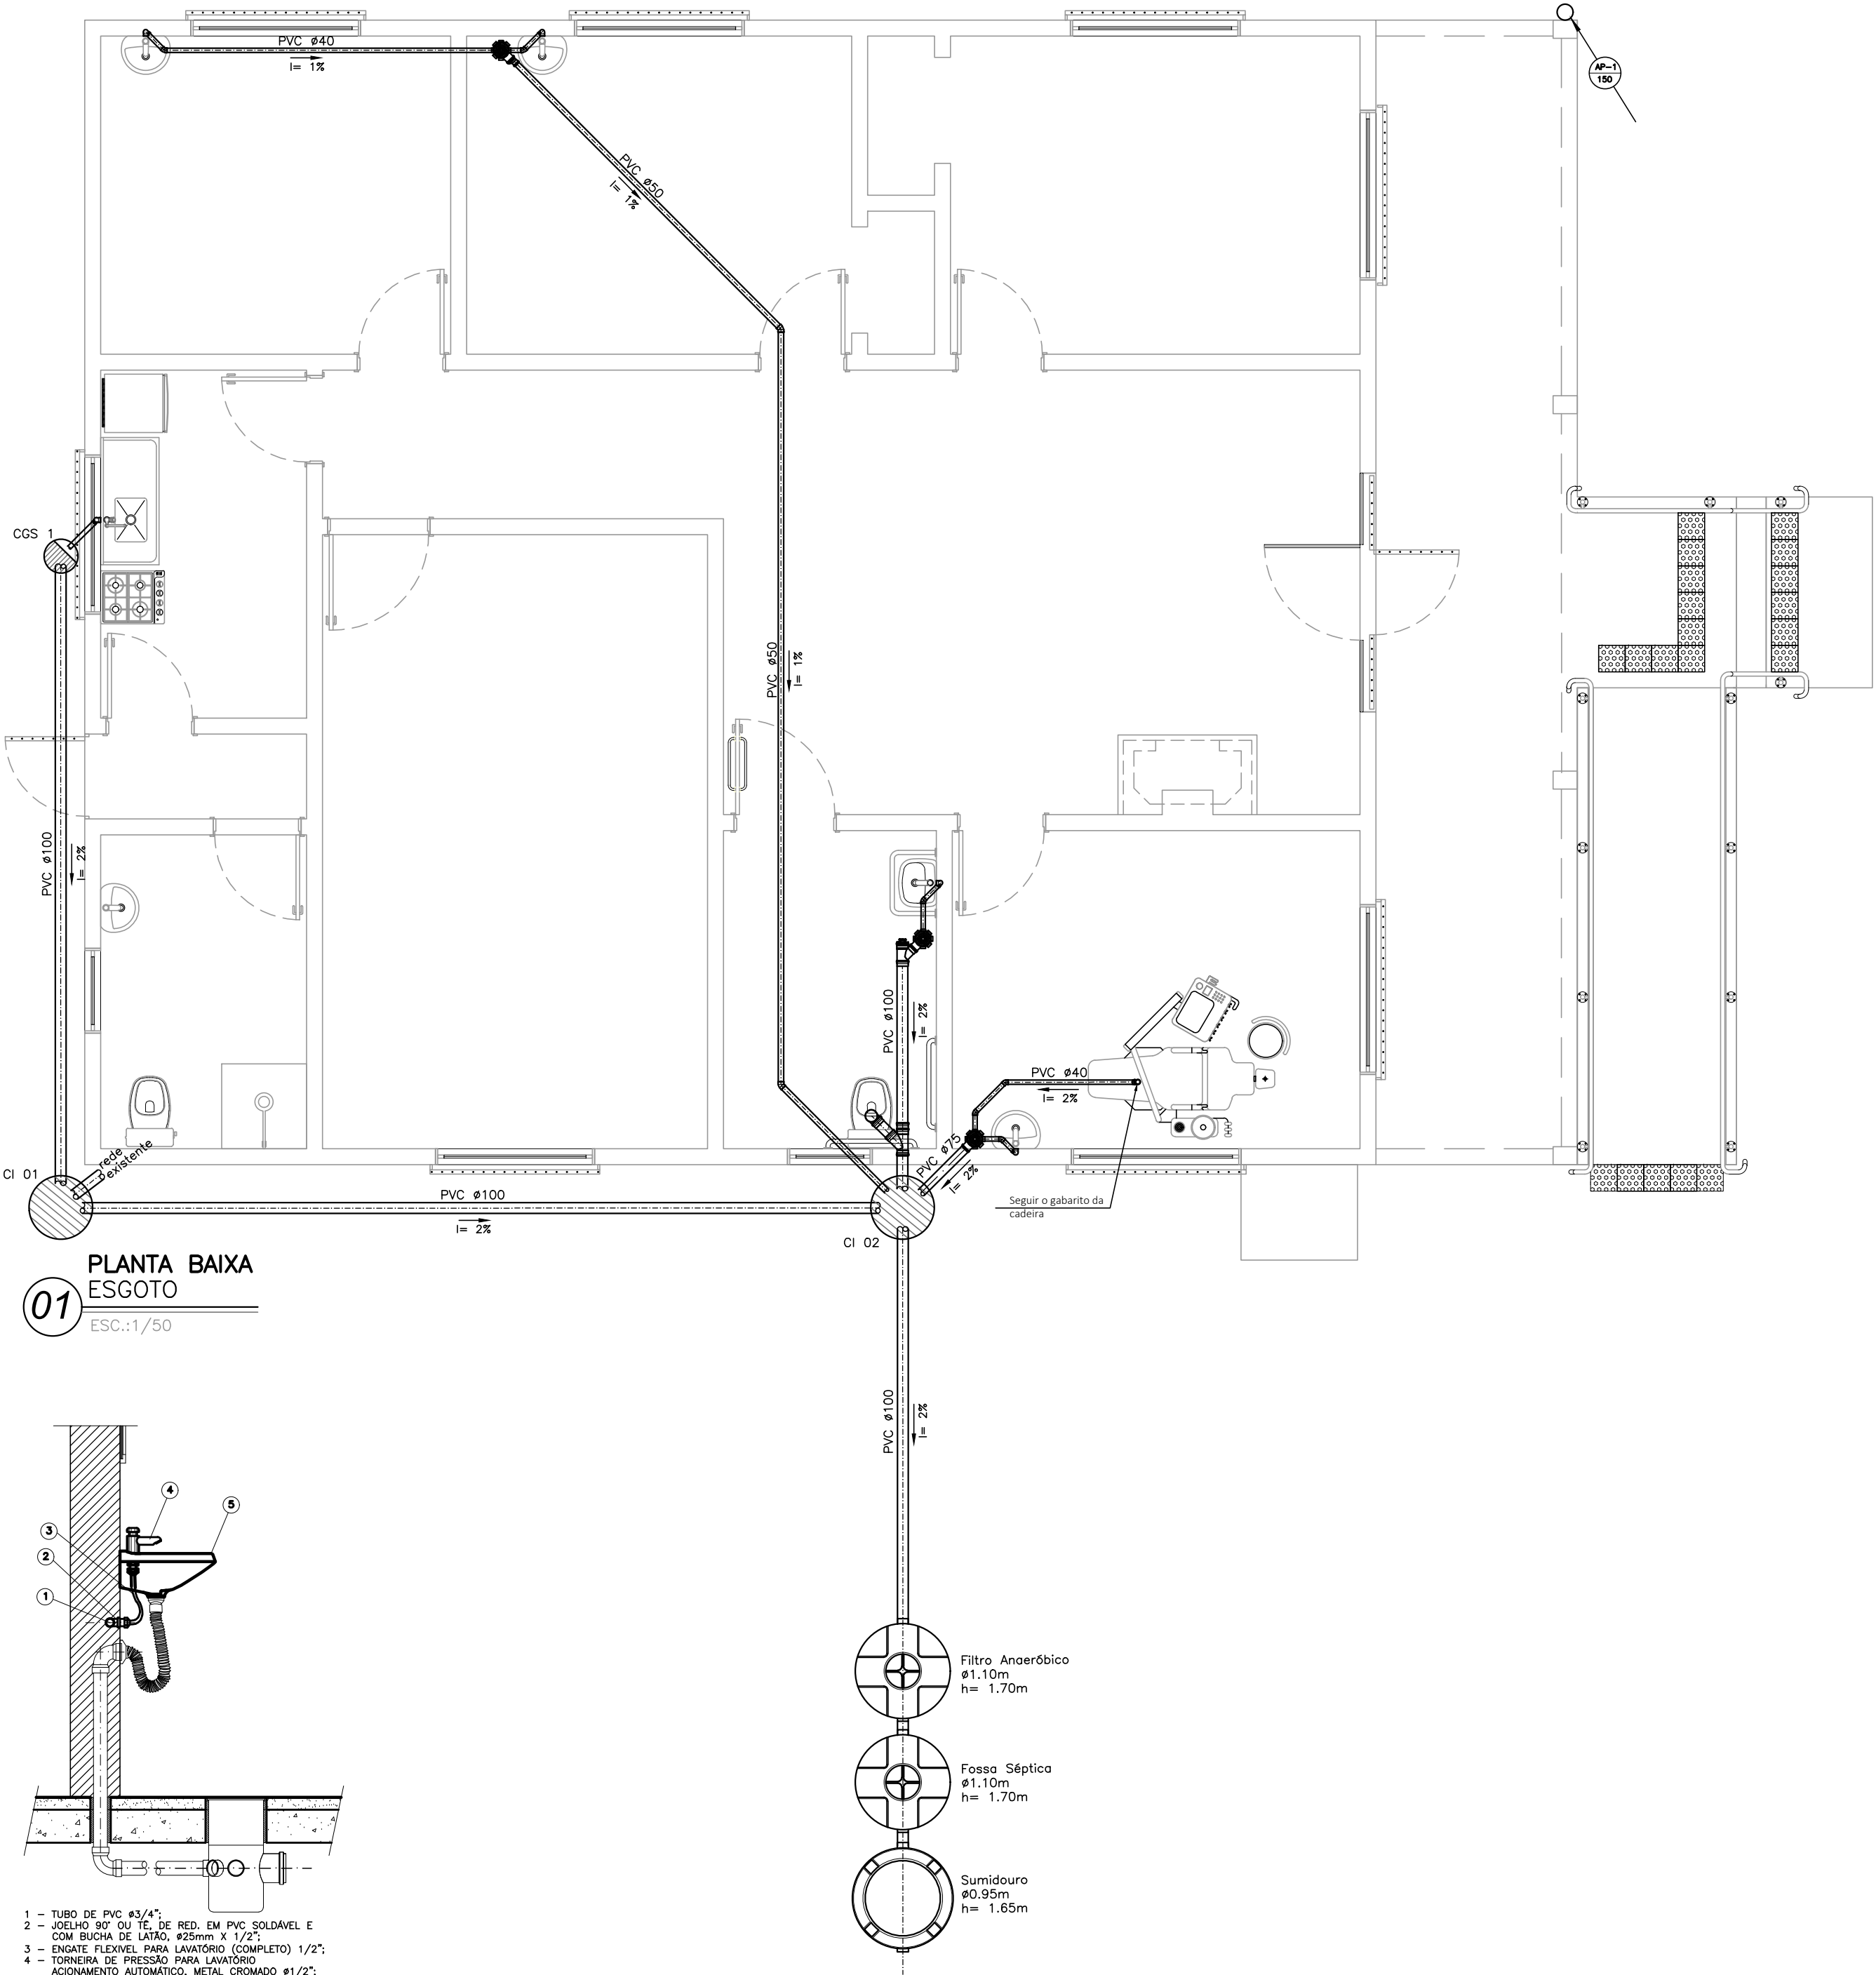 PVC ø40
I= 1%
AP-1
150
PVC ø50
I= 1%
CGS 1
PVC ø50
I= 1%
PVC ø100
I= 2%
PVC ø100
I= 2%
PVC ø40
I= 2%
PVC ø75
I= 2%
rede
existente
CI 01
PVC ø100
I= 2%
CI 02
Seguir o gabarito da
cadeira
PLANTA BAIXA
01
ESGOTO
ESC.:1/50
PVC ø100
I= 2%
4
5
3
2
1
Filtro Anaeróbico
ø1.10m
h= 1.70m
Fossa Séptica
ø1.10m
h= 1.70m
Sumidouro
ø0.95m
h= 1.65m
1 - TUBO DE PVC ø3/4";
2 - JOELHO 90° OU TÊ, DE RED. EM PVC SOLDÁVEL E
COM BUCHA DE LATÃO, ø25mm X 1/2";
3 - ENGATE FLEXIVEL PARA LAVATÓRIO (COMPLETO) 1/2";
4 - TORNEIRA DE PRESSÃO PARA LAVATÓRIO
ACIONAMENTO AUTOMÁTICO, METAL CROMADO ø1/2";